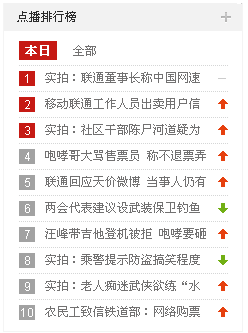 点播排行榜
本日 全部
1 实拍：联通董事长称中国网速
2 移动联通工作人员出卖用户信
3 实拍：社区干部陈尸河道疑为
4 咆哮哥大骂售票员 称不退票弄
5 联通回应天价微博 当事人仍有
6 两会代表建议设武装保卫钓鱼
7 汪峰带吉他登机被拒 咆哮要砸
8 实拍：乘警提示防盗搞笑程度
9 实拍：老人痴迷武侠欲练“水
10 农民工致信铁道部：网络购票